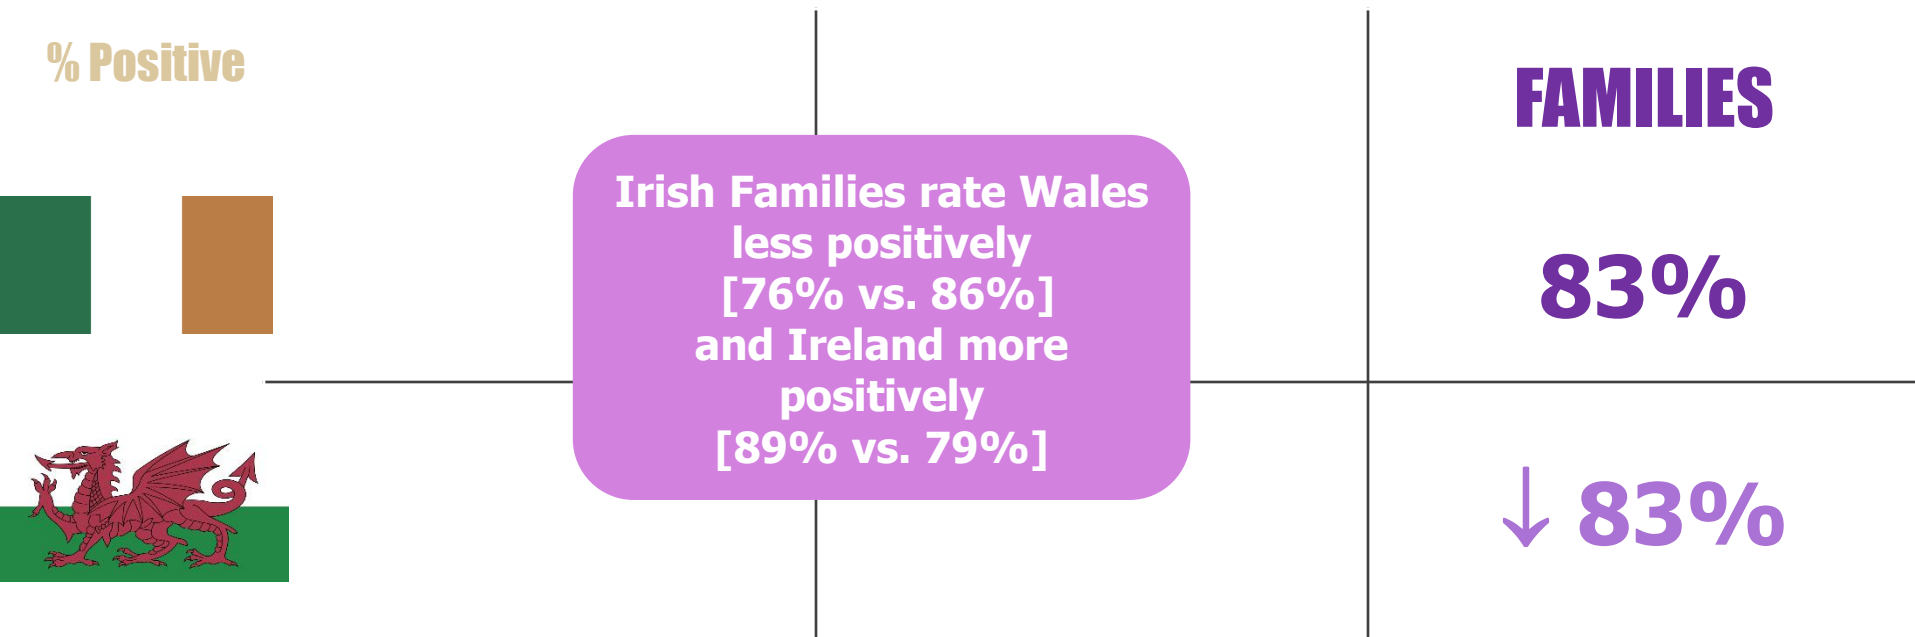 % Positive
FAMILIES
Irish Families rate Wales
less positively
[76% vs. 86%]
and Ireland more
positively
[89% vs. 79%]
83%
↓ 83%